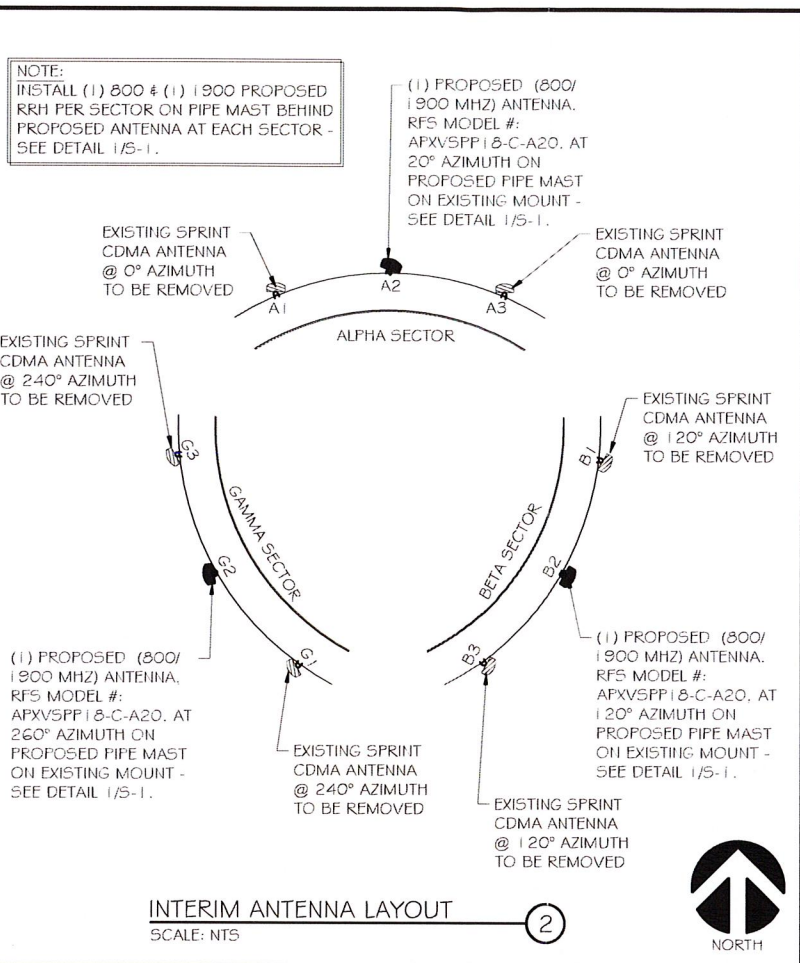 NOTE:
INSTALL (1) 800 & (1) 1900 PROPOSED
RRH PER SECTOR ON PIPE MAST BEHIND
PROPOSED ANTENNA AT EACH SECTOR -
SEE DETAIL 1/S-1.
(1) PROPOSED (800/
1900 MHZ) ANTENNA.
RFS MODEL #:
APXVSPP18-C-A20. AT
20° AZIMUTH ON
PROPOSED PIPE MAST
ON EXISTING MOUNT -
SEE DETAIL 1/S-1.
EXISTING SPRINT
CDMA ANTENNA
@ 0° AZIMUTH
TO BE REMOVED
EXISTING SPRINT
CDMA ANTENNA
@ 0° AZIMUTH
TO BE REMOVED
A1
A2
A3
ALPHA SECTOR
EXISTING SPRINT
CDMA ANTENNA
@ 240° AZIMUTH
TO BE REMOVED
EXISTING SPRINT
CDMA ANTENNA
@ 120° AZIMUTH
TO BE REMOVED
G3
G2
G1
GAMMA SECTOR
B1
B2
B3
BETA SECTOR
(1) PROPOSED (800/
1900 MHZ) ANTENNA.
RFS MODEL #:
APXVSPP18-C-A20. AT
260° AZIMUTH ON
PROPOSED PIPE MAST
ON EXISTING MOUNT -
SEE DETAIL 1/S-1.
EXISTING SPRINT
CDMA ANTENNA
@ 240° AZIMUTH
TO BE REMOVED
EXISTING SPRINT
CDMA ANTENNA
@ 120° AZIMUTH
TO BE REMOVED
(1) PROPOSED (800/
1900 MHZ) ANTENNA.
RFS MODEL #:
APXVSPP18-C-A20. AT
120° AZIMUTH ON
PROPOSED PIPE MAST
ON EXISTING MOUNT -
SEE DETAIL 1/S-1.
INTERIM ANTENNA LAYOUT
SCALE: NTS
2
NORTH